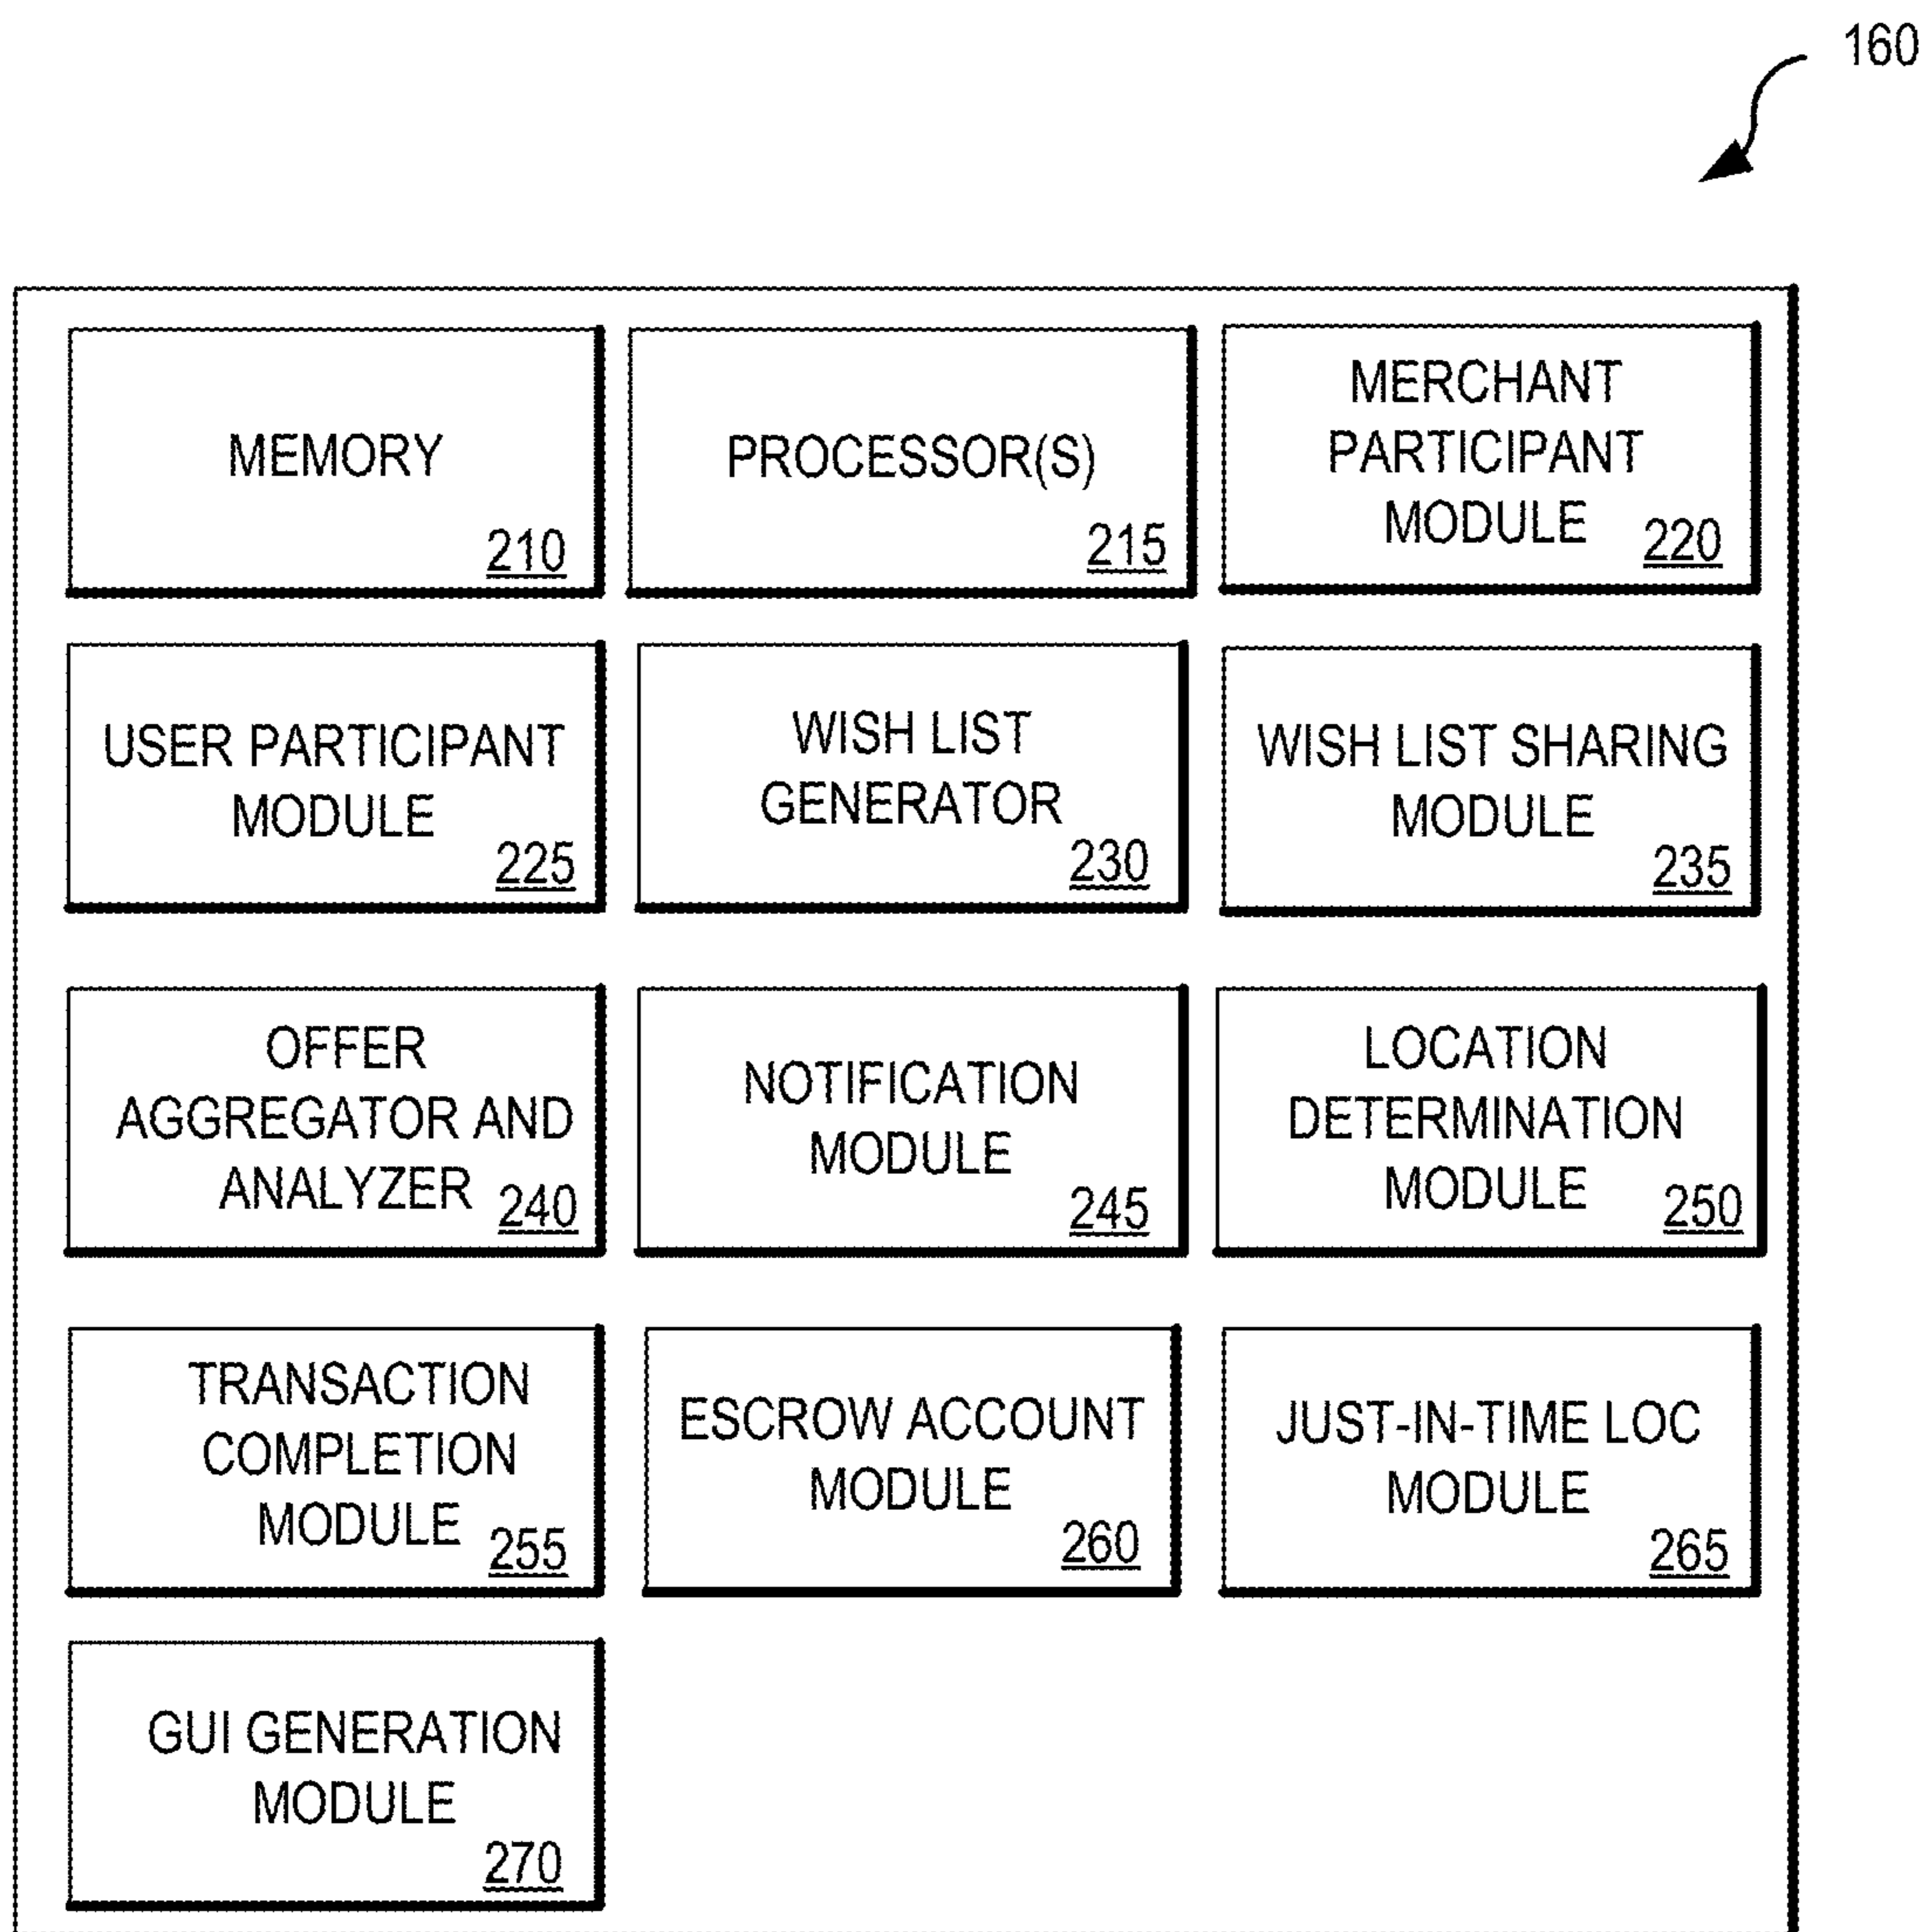 160
MEMORY
210
PROCESSOR(S)
215
MERCHANT
PARTICIPANT
MODULE
220
USER PARTICIPANT
MODULE
225
WISH LIST
GENERATOR
230
WISH LIST SHARING
MODULE
235
OFFER
AGGREGATOR AND
ANALYZER
240
NOTIFICATION
MODULE
245
LOCATION
DETERMINATION
MODULE
250
TRANSACTION
COMPLETION
MODULE
255
ESCROW ACCOUNT
MODULE
260
JUST-IN-TIME LOC
MODULE
265
GUI GENERATION
MODULE
270